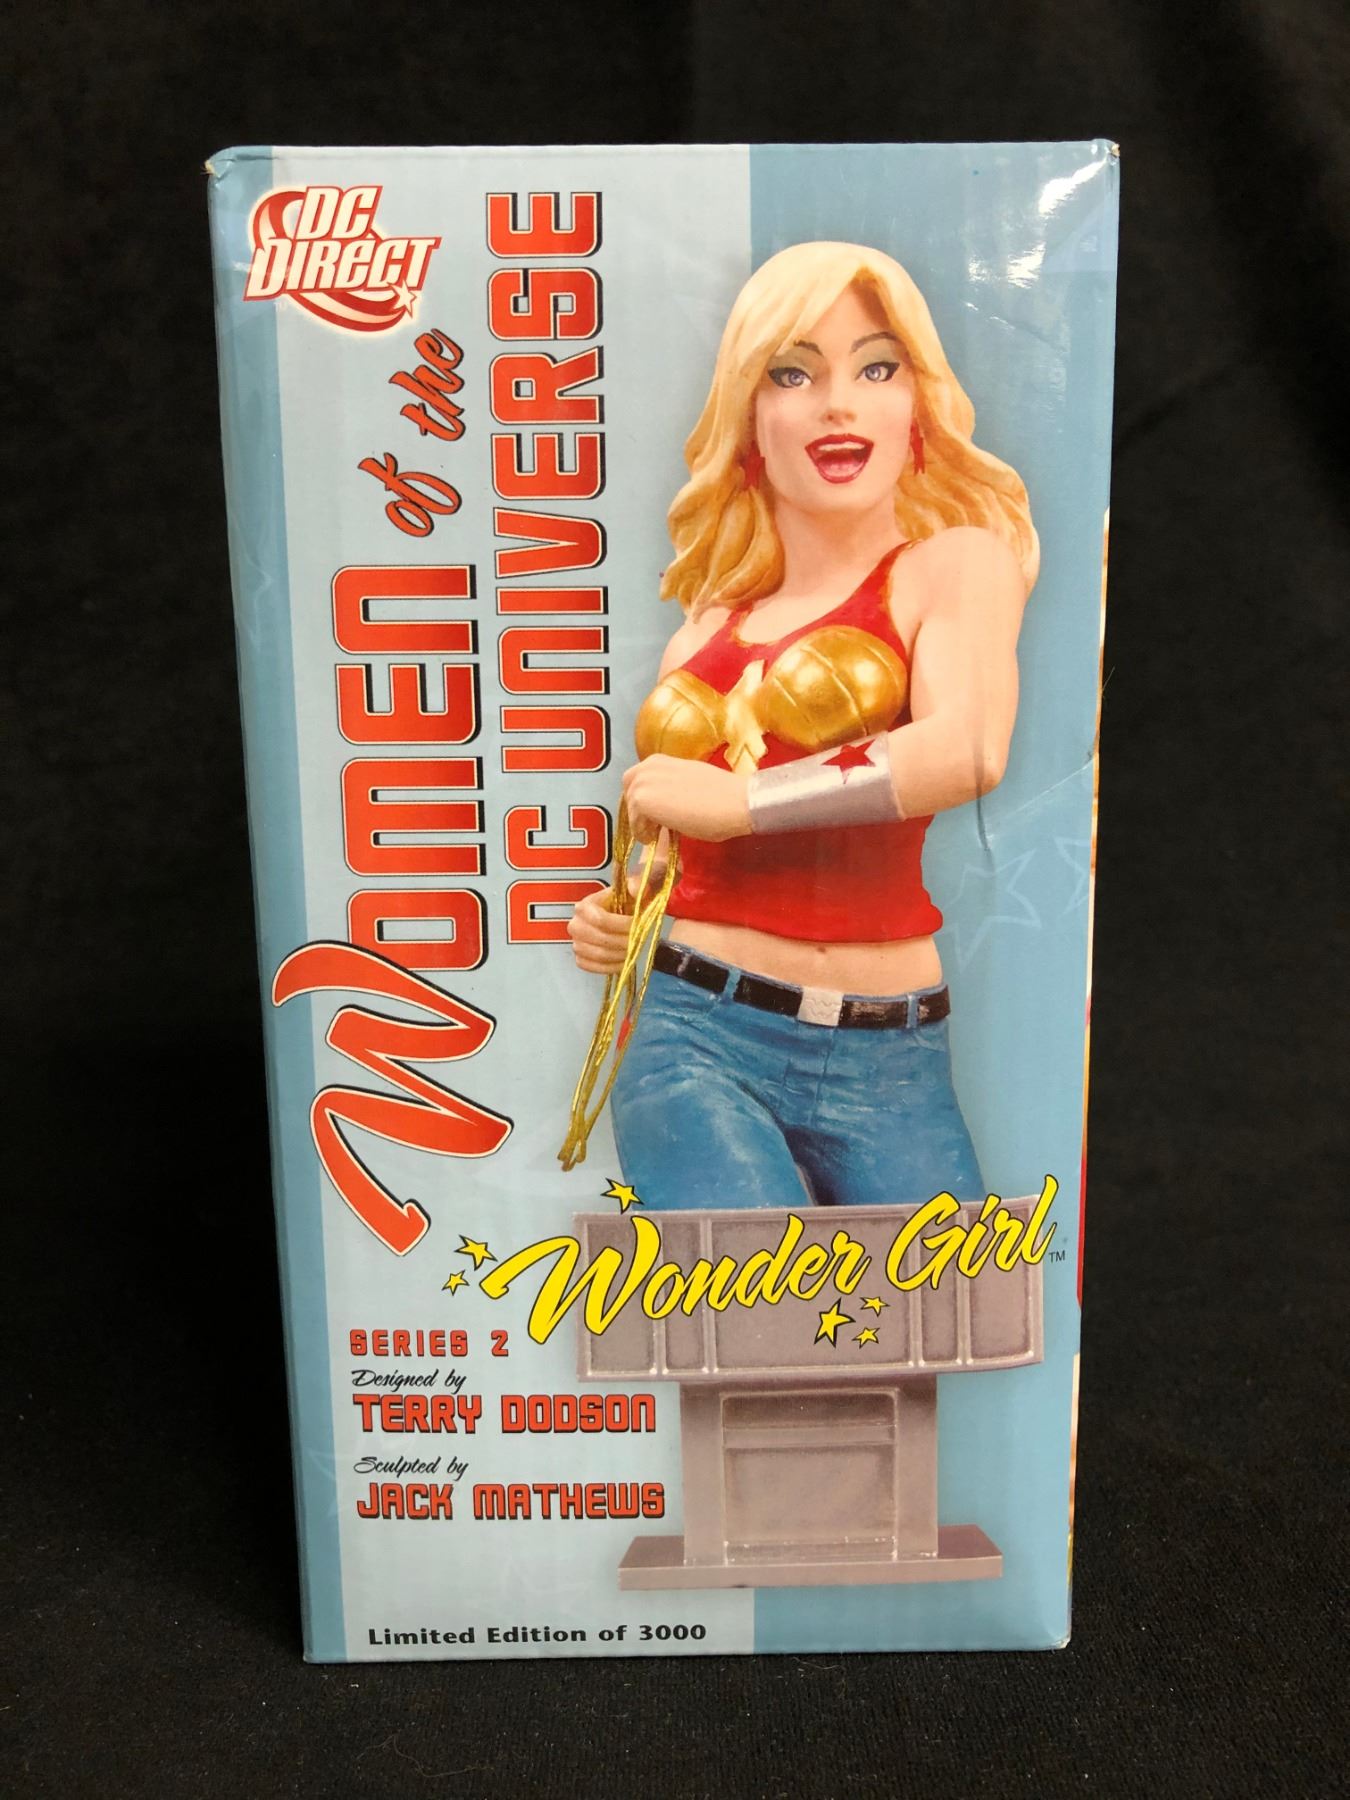 DC
DIRECT
WOMEN of the
DC UNIVERSE
Wonder Girl™
SERIES 2
Designed by
TERRY DODSON
Sculpted by
JACK MATHEWS
Limited Edition of 3000